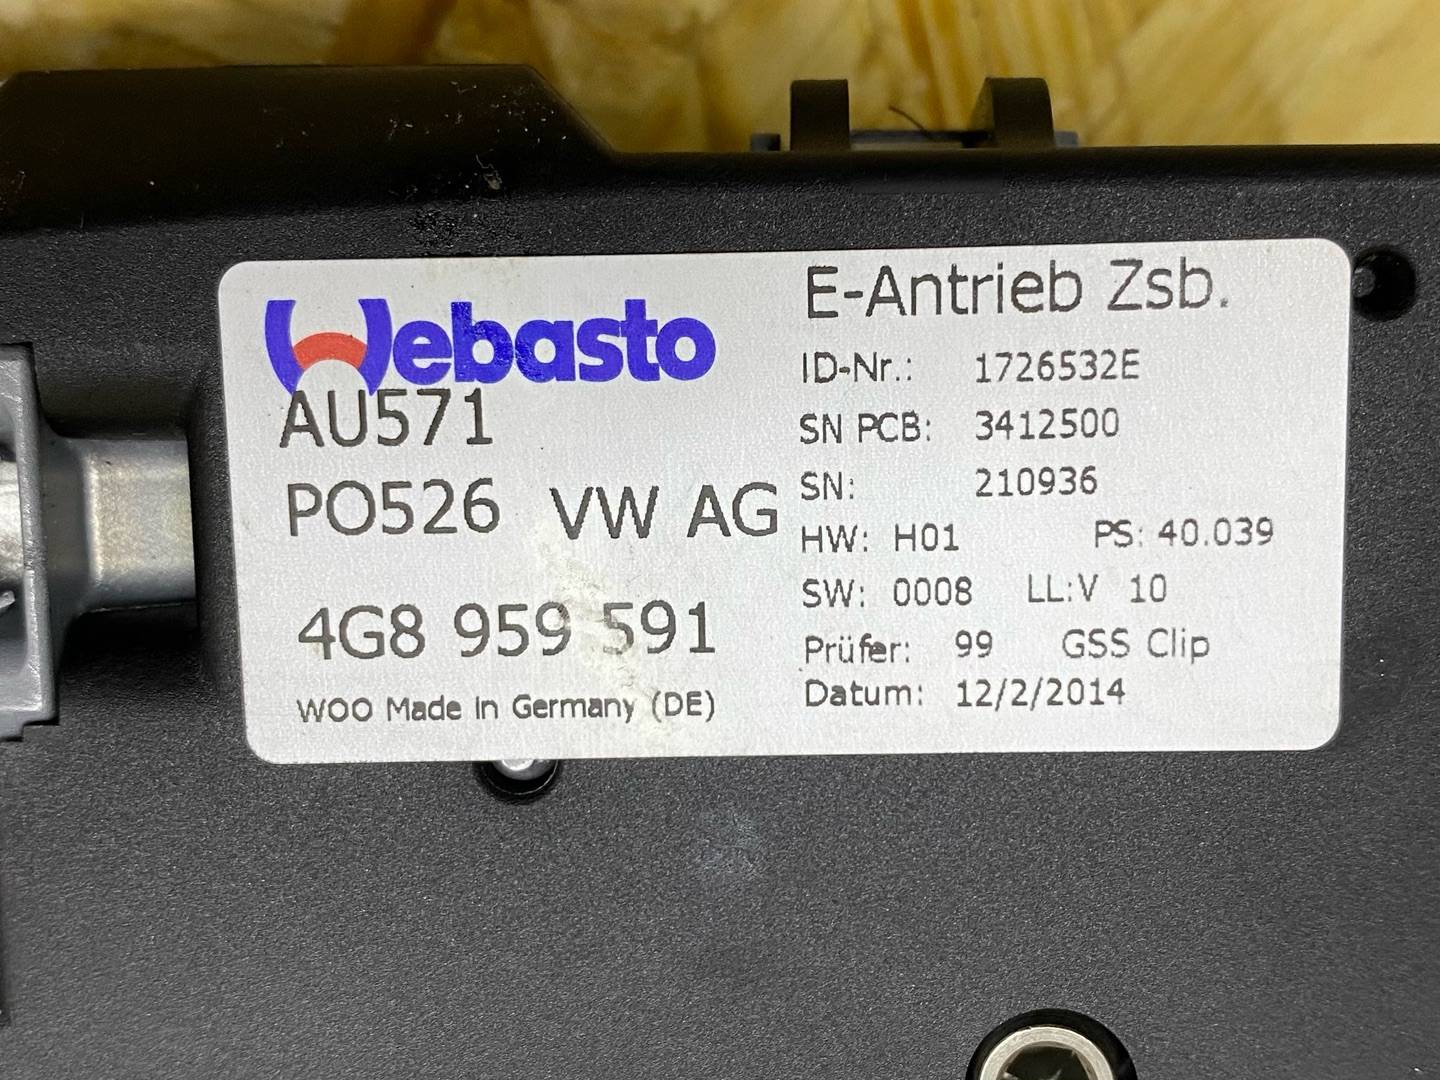 Webasto
AU571
PO526 VW AG
4G8 959 591
WOO Made in Germany (DE)
E-Antrieb Zsb.
ID-Nr.: 1726532E
SN PCB: 3412500
SN: 210936
HW: H01 PS: 40.039
SW: 0008 LL:V 10
Prüfer: 99 GSS Clip
Datum: 12/2/2014